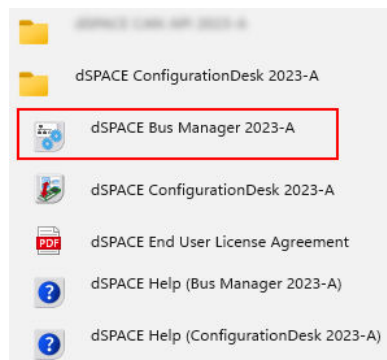 dSPACE ConfigurationDesk 2023-A
dSPACE Bus Manager 2023-A
dSPACE ConfigurationDesk 2023-A
PDF
dSPACE End User License Agreement
dSPACE Help (Bus Manager 2023-A)
dSPACE Help (ConfigurationDesk 2023-A)